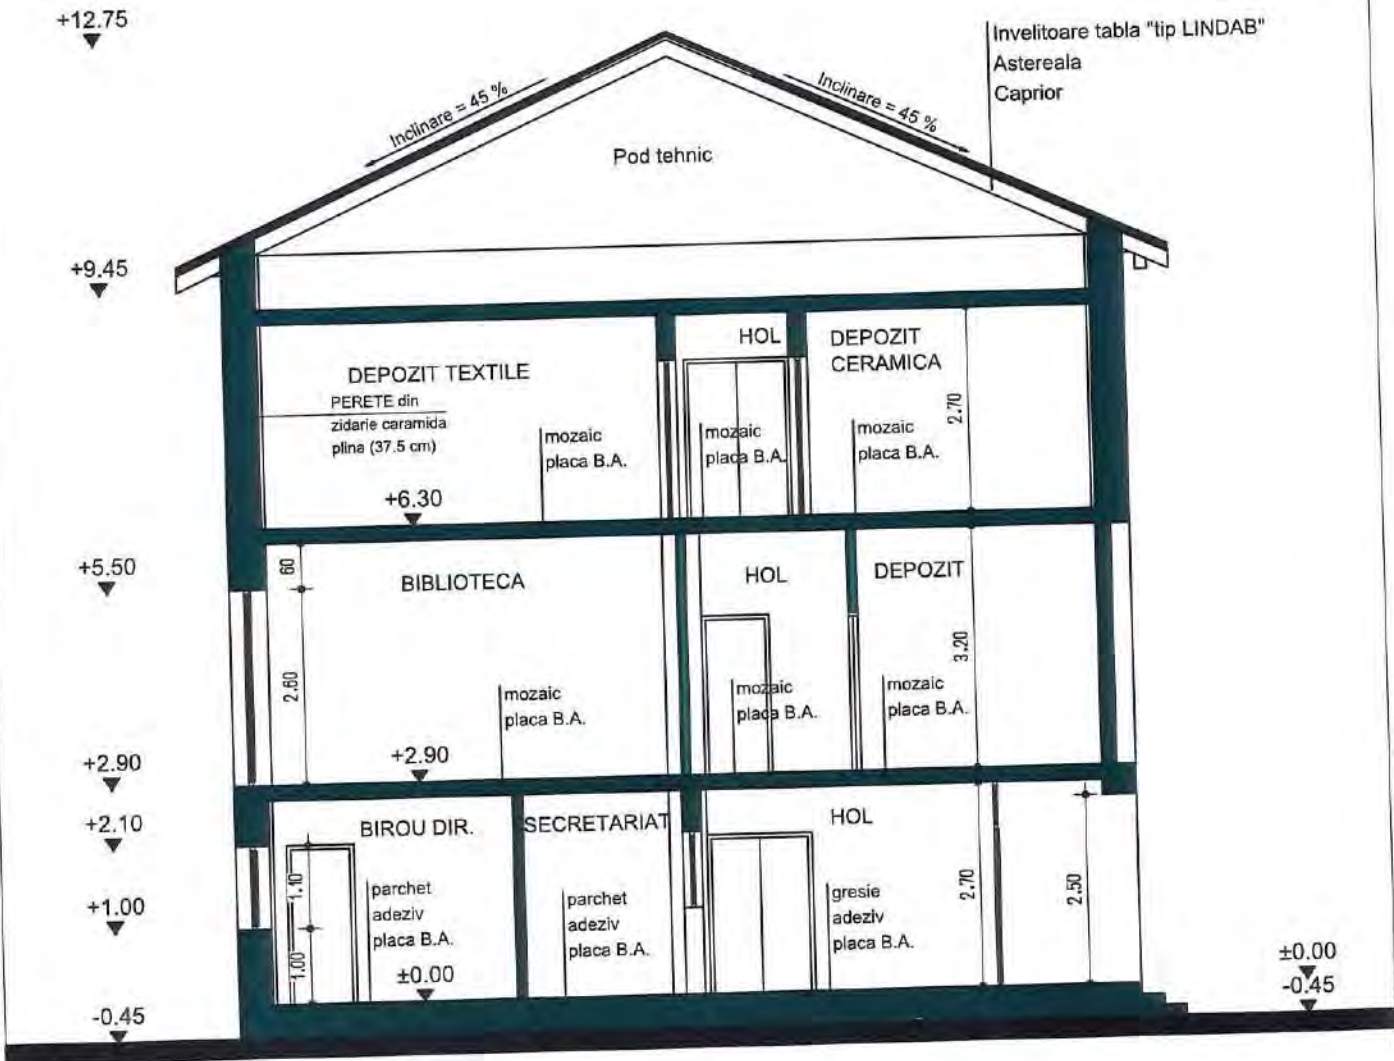 +12.75
Invelitoare tabla "tip LINDAB"
Astereala
Caprior
Inclinare = 45 %
Inclinare = 45 %
Pod tehnic
+9.45
HOL
DEPOZIT
CERAMICA
DEPOZIT TEXTILE
PERETE din
zidarie caramida
plina (37.5 cm)
2.70
mozaic
placa B.A.
mozaic
placa B.A.
mozaic
placa B.A.
+6.30
+5.50
60
BIBLIOTECA
HOL
DEPOZIT
3.20
2.60
mozaic
placa B.A.
mozaic
placa B.A.
mozaic
placa B.A.
+2.90
+2.90
+2.10
BIROU DIR.
SECRETARIAT
HOL
1.10
parchet
adeziv
placa B.A.
parchet
adeziv
placa B.A.
gresie
adeziv
placa B.A.
2.70
2.50
+1.00
1.00
±0.00
±0.00
-0.45
-0.45